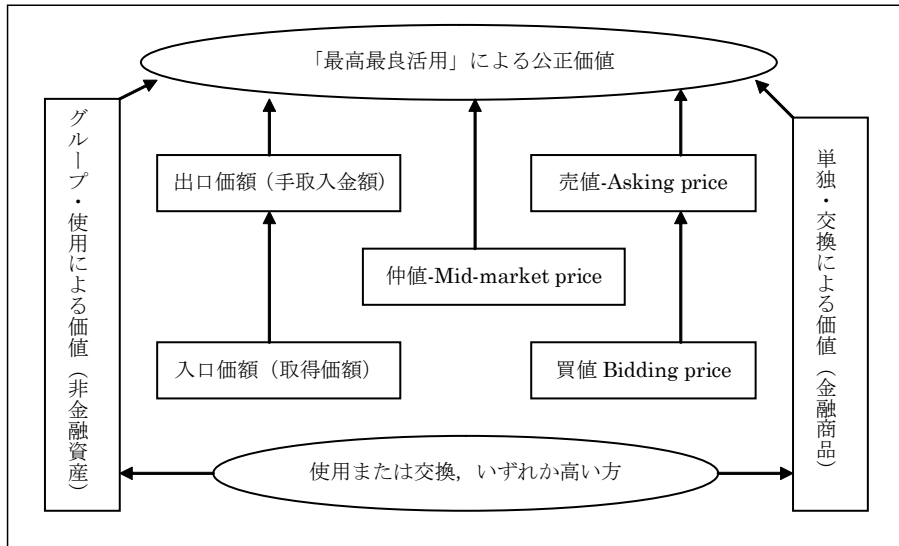 「最高最良活用」による公正価値
グループ・使用による価値（非金融資産）
出口価額（手取入金額）
売値-Asking price
単独・交換による価値（金融商品）
仲値-Mid-market price
入口価額（取得価額）
買値 Bidding price
使用または交換，いずれか高い方